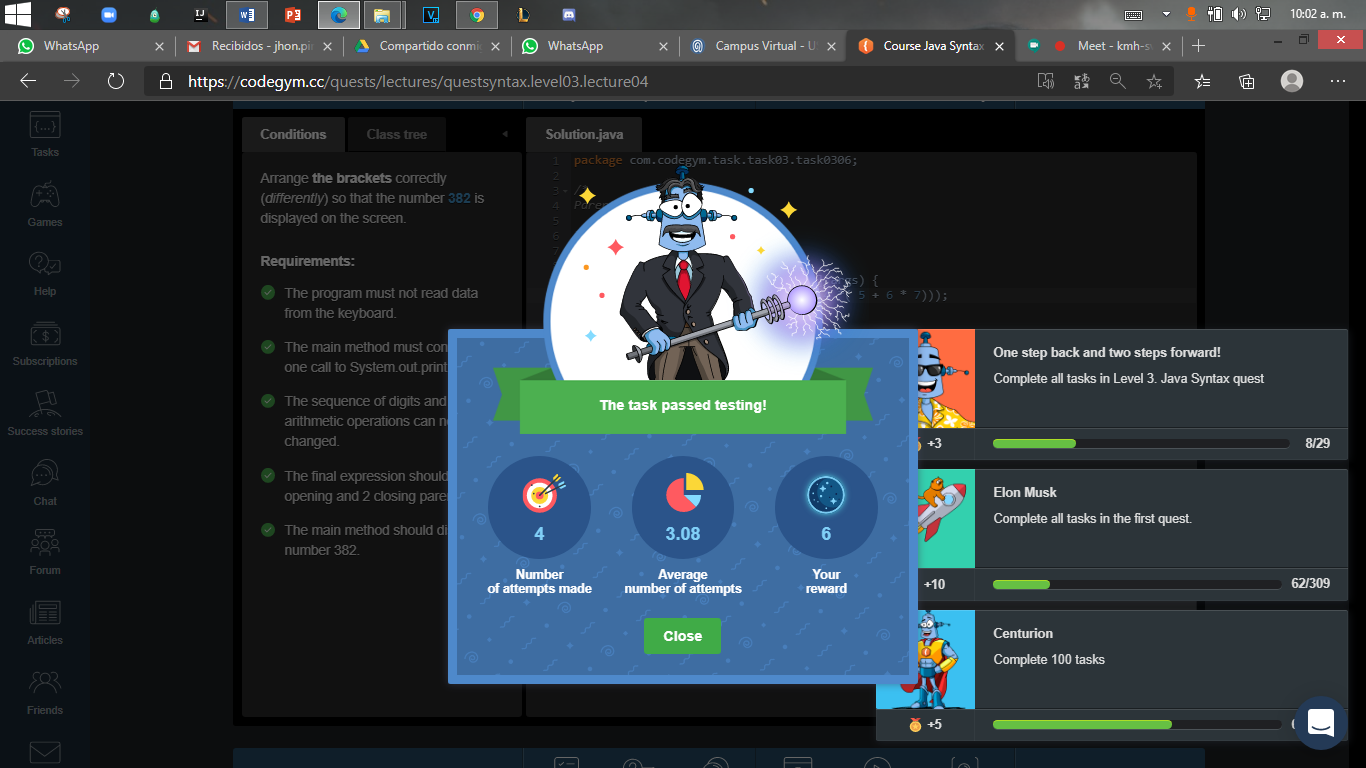 10:02 a. m.
WhatsApp
Recibidos - jhon.pi
Compartido conmi
WhatsApp
Campus Virtual - U
Course Java Syntax
Meet - kmh-s
https://codegym.cc/quests/lectures/questsyntax.level03.lecture04
Tasks
Games
Help
Subscriptions
Success stories
Chat
Forum
Articles
Friends
Conditions
Class tree
Arrange the brackets correctly
(differently) so that the number 382 is
displayed on the screen.
Requirements:
The program must not read data
from the keyboard.
The main method must con
one call to System.out.print
The sequence of digits and
arithmetic operations can n
changed.
The final expression should
opening and 2 closing pare
The main method should di
number 382.
Solution.java
1 package com.codegym.task.task03.task0306;
2
3
4
5
6
gs) {
5 + 6 * 7)));
The task passed testing!
4
Number
of attempts made
3.08
Average
number of attempts
6
Your
reward
Close
One step back and two steps forward!
Complete all tasks in Level 3. Java Syntax quest
+3
8/29
Elon Musk
Complete all tasks in the first quest.
+10
62/309
Centurion
Complete 100 tasks
+5